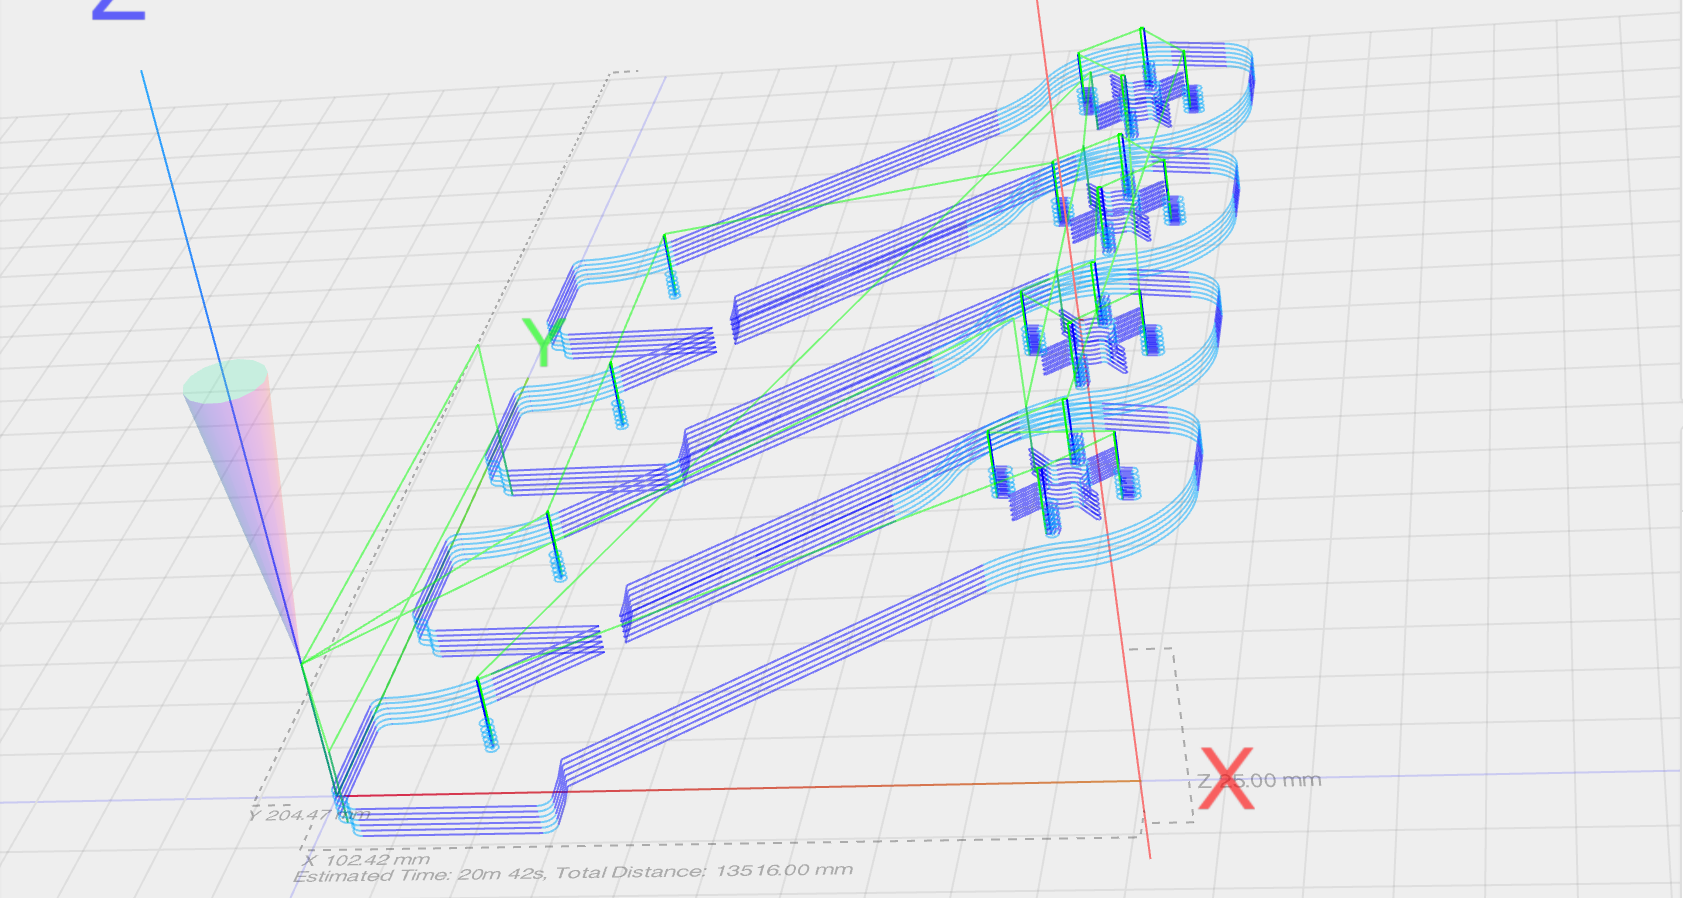 Z
Y
X
Z 25.00 mm
Y 204.47 mm
X 102.42 mm
Estimated Time: 20m 42s, Total Distance: 13516.00 mm